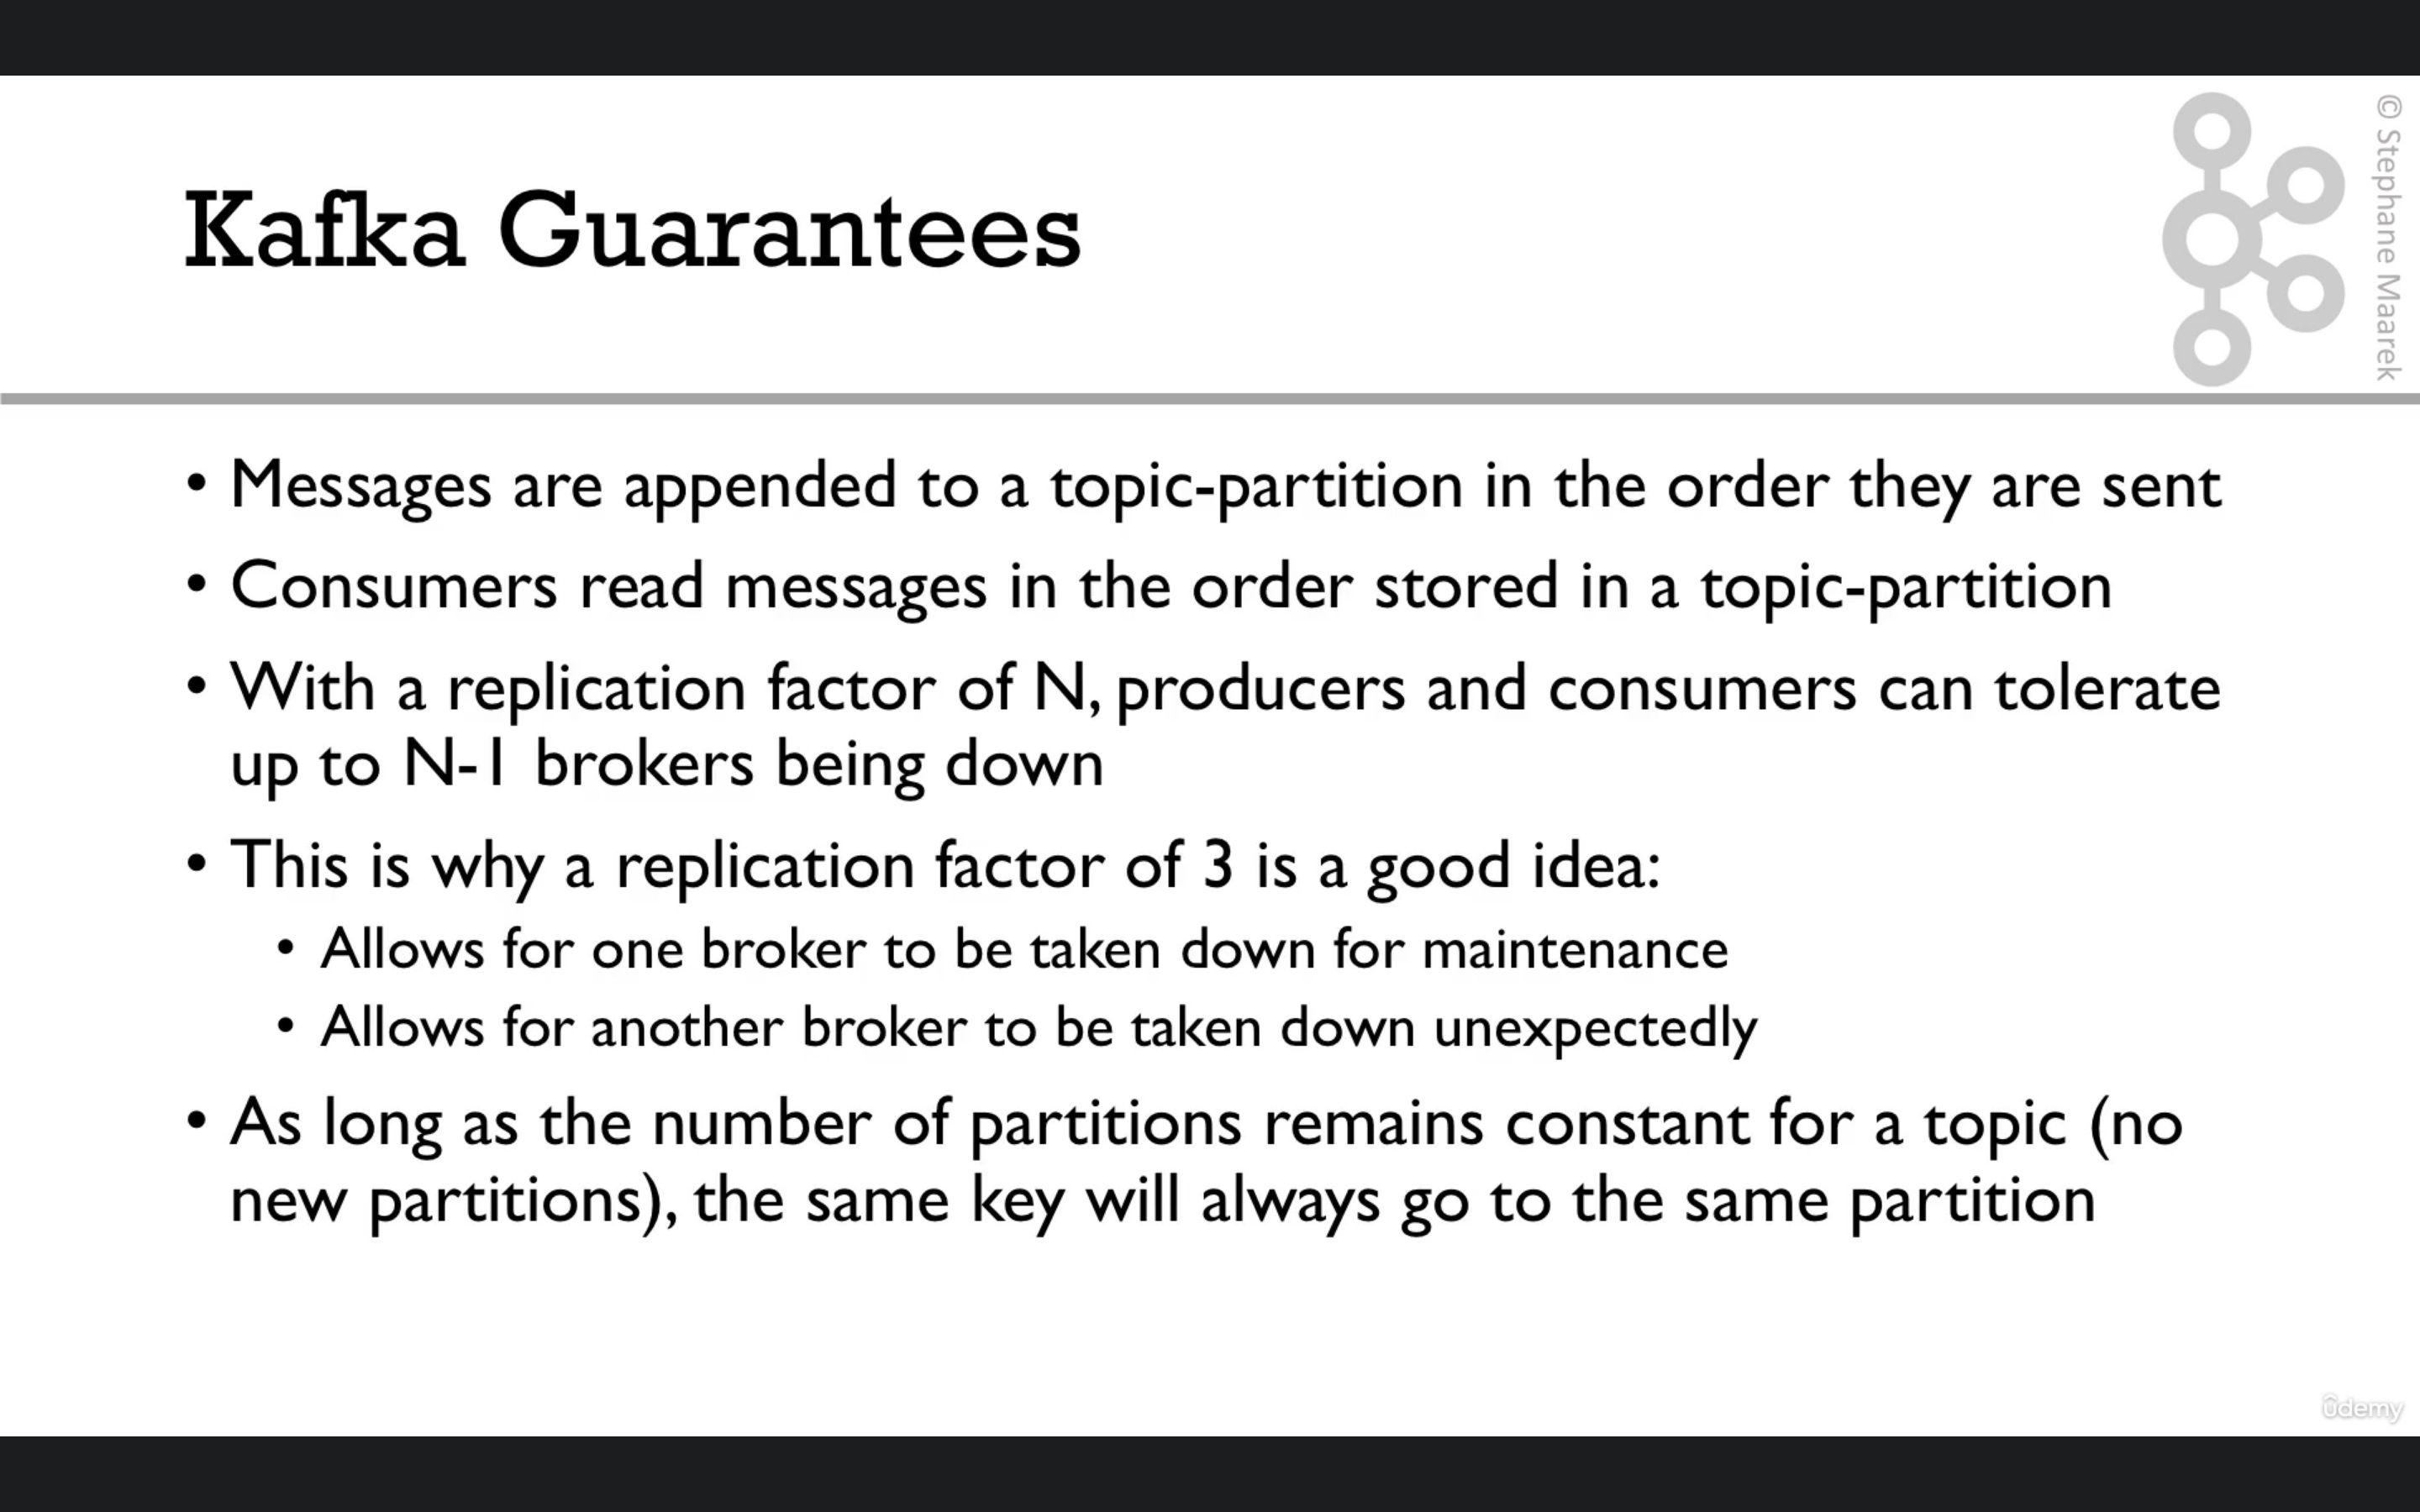 Kafka Guarantees
© Stephane Maarek
• Messages are appended to a topic-partition in the order they are sent
• Consumers read messages in the order stored in a topic-partition
• With a replication factor of N, producers and consumers can tolerate
up to N-1 brokers being down
• This is why a replication factor of 3 is a good idea:
• Allows for one broker to be taken down for maintenance
• Allows for another broker to be taken down unexpectedly
• As long as the number of partitions remains constant for a topic (no
new partitions), the same key will always go to the same partition
ûdemy